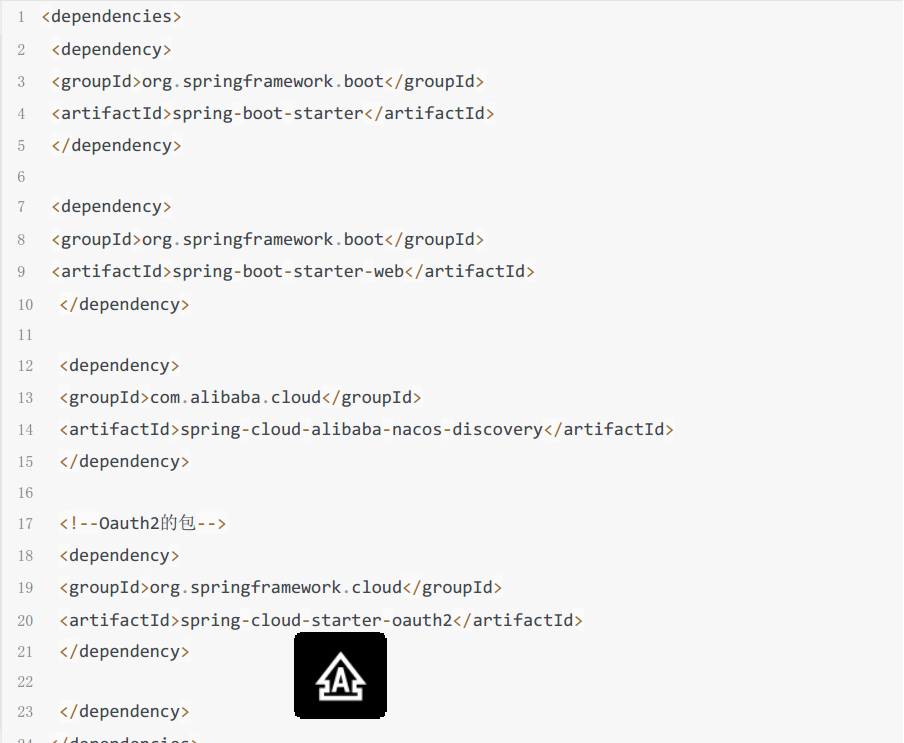 1 <dependencies>
2 <dependency>
3 <groupId>org.springframework.boot</groupId>
4 <artifactId>spring-boot-starter</artifactId>
5 </dependency>
6
7 <dependency>
8 <groupId>org.springframework.boot</groupId>
9 <artifactId>spring-boot-starter-web</artifactId>
10 </dependency>
11
12 <dependency>
13 <groupId>com.alibaba.cloud</groupId>
14 <artifactId>spring-cloud-alibaba-nacos-discovery</artifactId>
15 </dependency>
16
17 <!--Oauth2的包-->
18 <dependency>
19 <groupId>org.springframework.cloud</groupId>
20 <artifactId>spring-cloud-starter-oauth2</artifactId>
21 </dependency>
A
22
23 </dependency>
24 </dependencies>